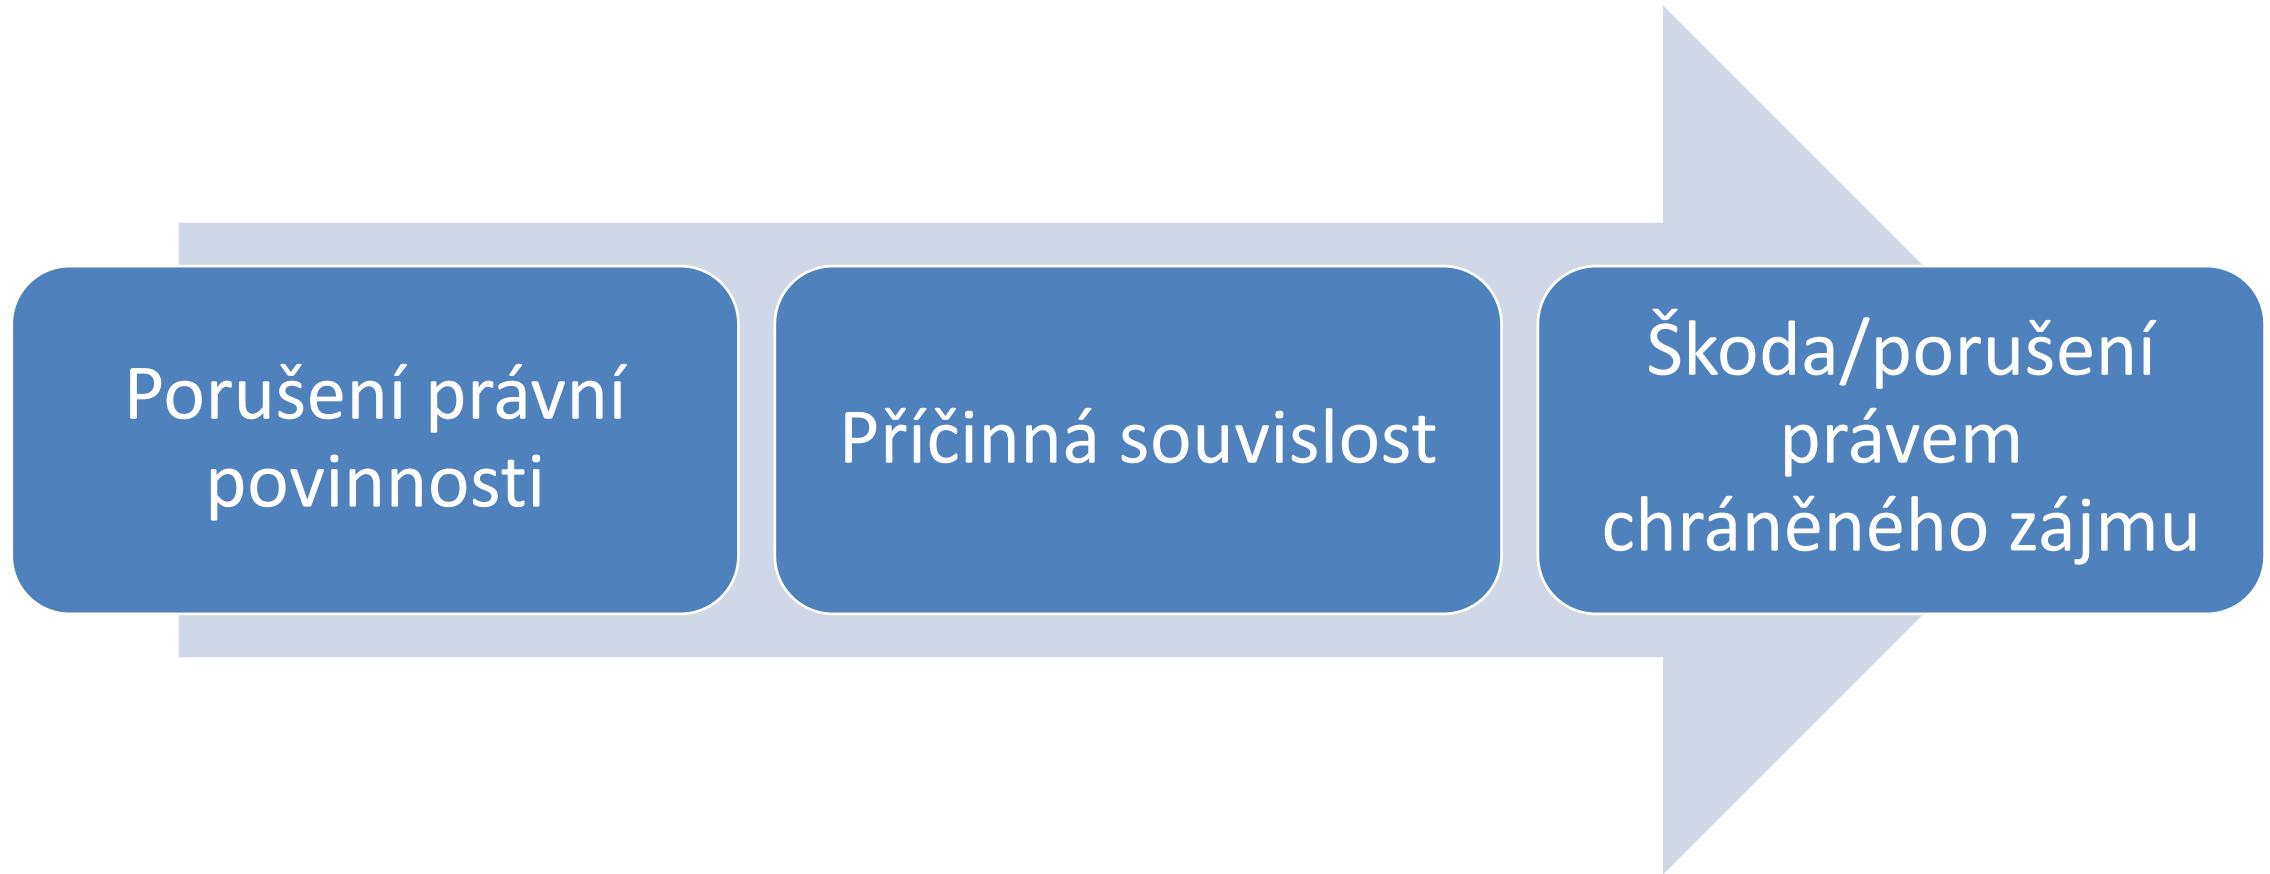 Porušení právní
povinnosti
Příčinná souvislost
Škoda/porušení
právem
chráněného zájmu